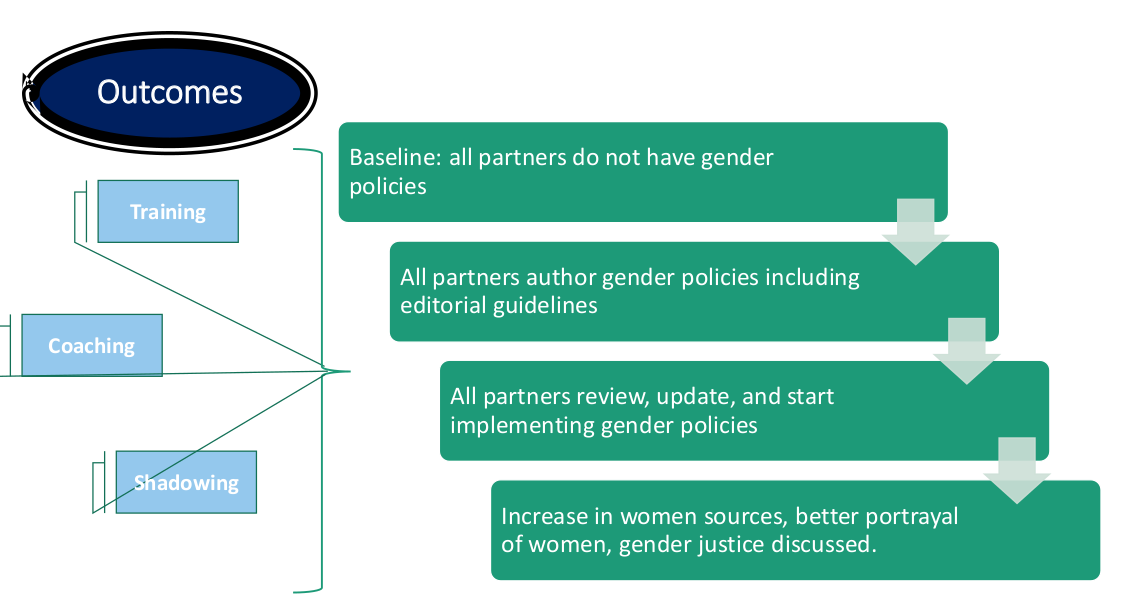 Outcomes
Training
Coaching
Shadowing
Baseline: all partners do not have gender
policies
All partners author gender policies including
editorial guidelines
All partners review, update, and start
implementing gender policies
Increase in women sources, better portrayal
of women, gender justice discussed.